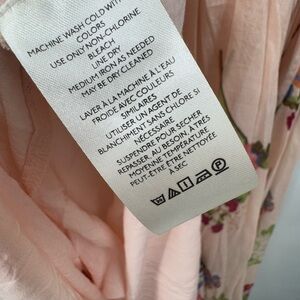 MACHINE WASH COLD WITH
COLORS
USE ONLY NON-CHLORINE
BLEACH
LINE DRY
MEDIUM IRON AS NEEDED
MAY BE DRY CLEANED
LAVER À LA MACHINE À L'EAU
FROIDE AVEC COULEURS
SIMILAIRES
UTILISER UN AGENT DE
BLANCHIMENT SANS CHLORE SI
NÉCESSAIRE
SUSPENDRE POUR SÉCHER
REPASSER, AU BESOIN, À TRÈS
MOYENNE TEMPÉRATURE
PEUT-ÊTRE NETTOYÉE
À SEC